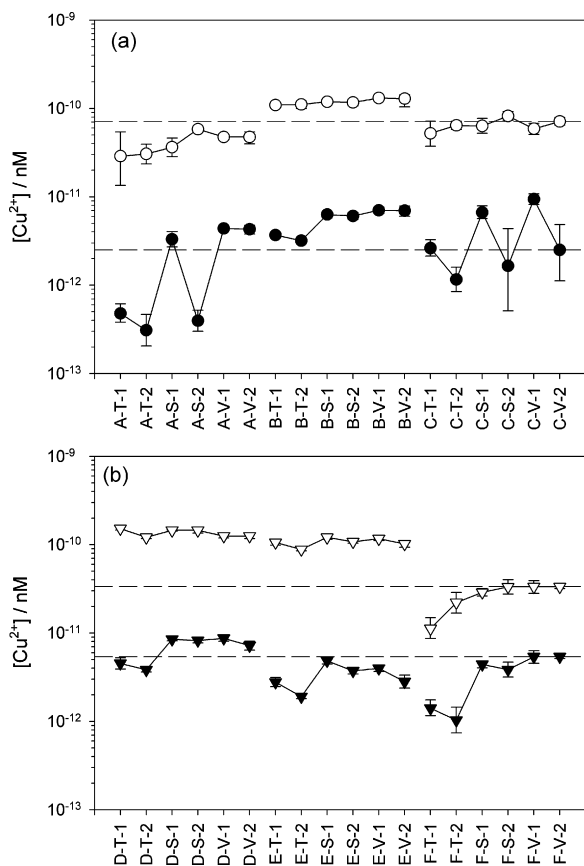 (a)
[Cu²⁺] / nM
10⁻⁹
10⁻¹⁰
10⁻¹¹
10⁻¹²
10⁻¹³
A-T-1
A-T-2
A-S-1
A-S-2
A-V-1
A-V-2
B-T-1
B-T-2
B-S-1
B-S-2
B-V-1
B-V-2
C-T-1
C-T-2
C-S-1
C-S-2
C-V-1
C-V-2
(b)
[Cu²⁺] / nM
10⁻⁹
10⁻¹⁰
10⁻¹¹
10⁻¹²
10⁻¹³
D-T-1
D-T-2
D-S-1
D-S-2
D-V-1
D-V-2
E-T-1
E-T-2
E-S-1
E-S-2
E-V-1
E-V-2
F-T-1
F-T-2
F-S-1
F-S-2
F-V-1
F-V-2